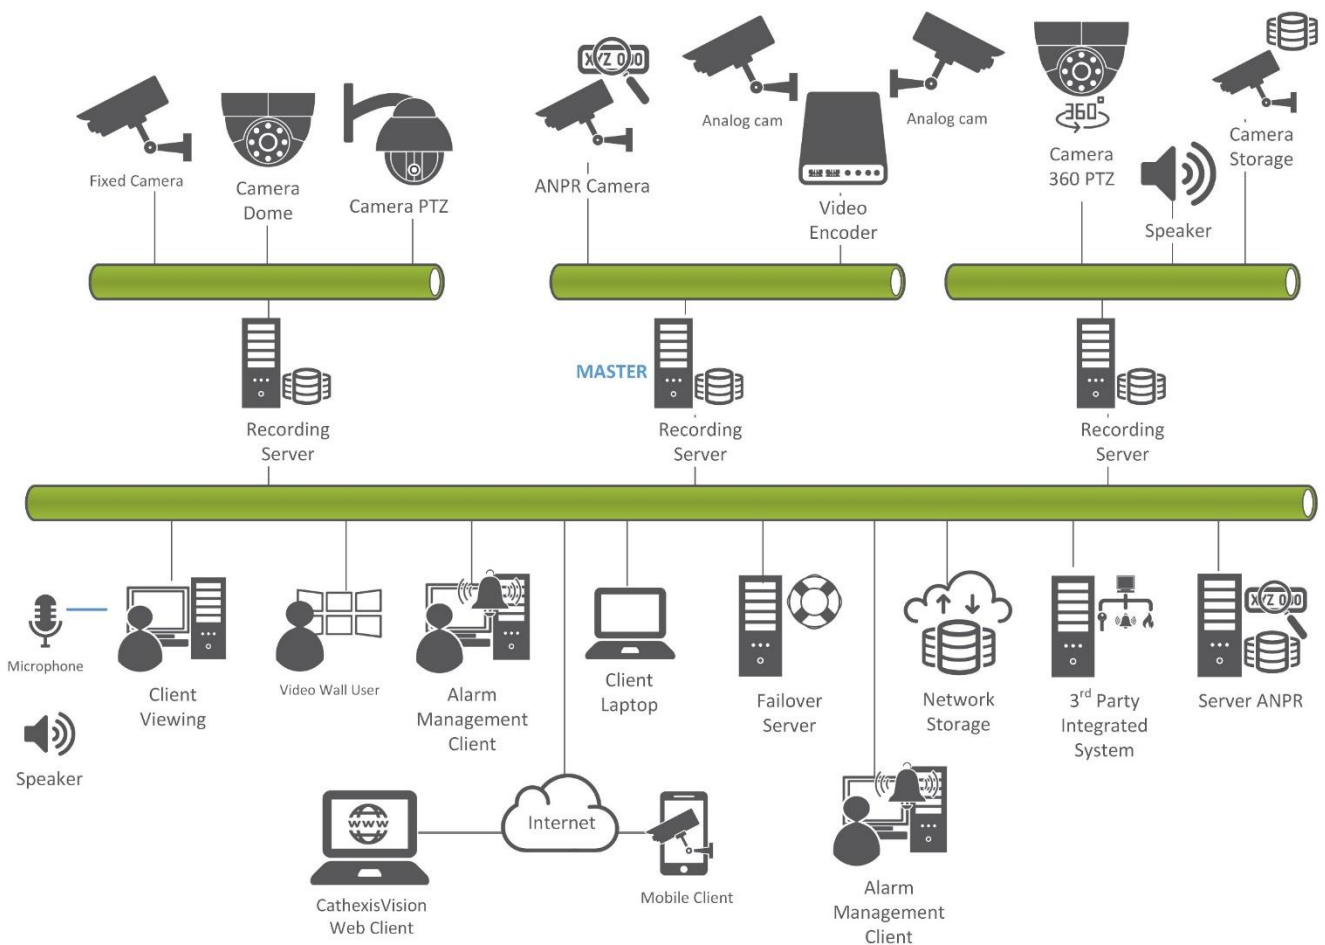 XYZ 000
360°
Analog cam
Analog cam
Fixed Camera
Camera
Dome
Camera PTZ
ANPR Camera
Video
Encoder
Camera
360 PTZ
Speaker
Camera
Storage
MASTER
Recording
Server
Recording
Server
Recording
Server
Microphone
Speaker
Client
Viewing
Video Wall User
Alarm
Management
Client
Client
Laptop
Failover
Server
Network
Storage
3rd Party
Integrated
System
XYZ 000
Server ANPR
www
CathexisVision
Web Client
Internet
Mobile Client
Alarm
Management
Client